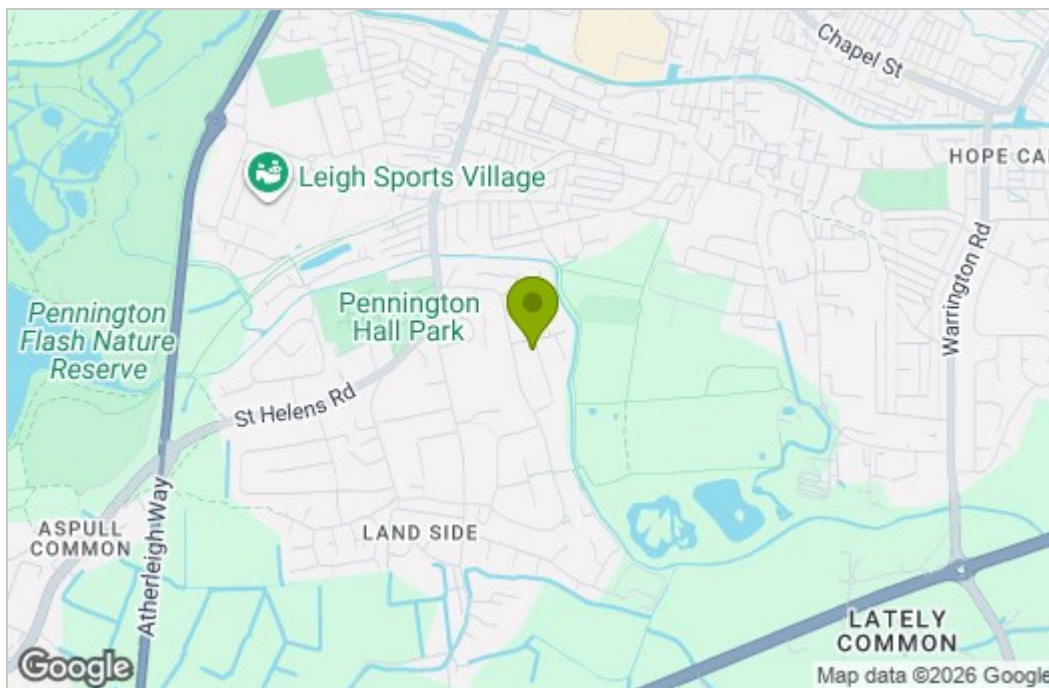 Chapel St
HOPE CAR
Leigh Sports Village
Warrington Rd
Pennington
Hall Park
Pennington
Flash Nature
Reserve
St Helens Rd
ASPULL
COMMON
Atherleigh Way
LAND SIDE
LATELY
COMMON
Google
Map data ©2026 Google